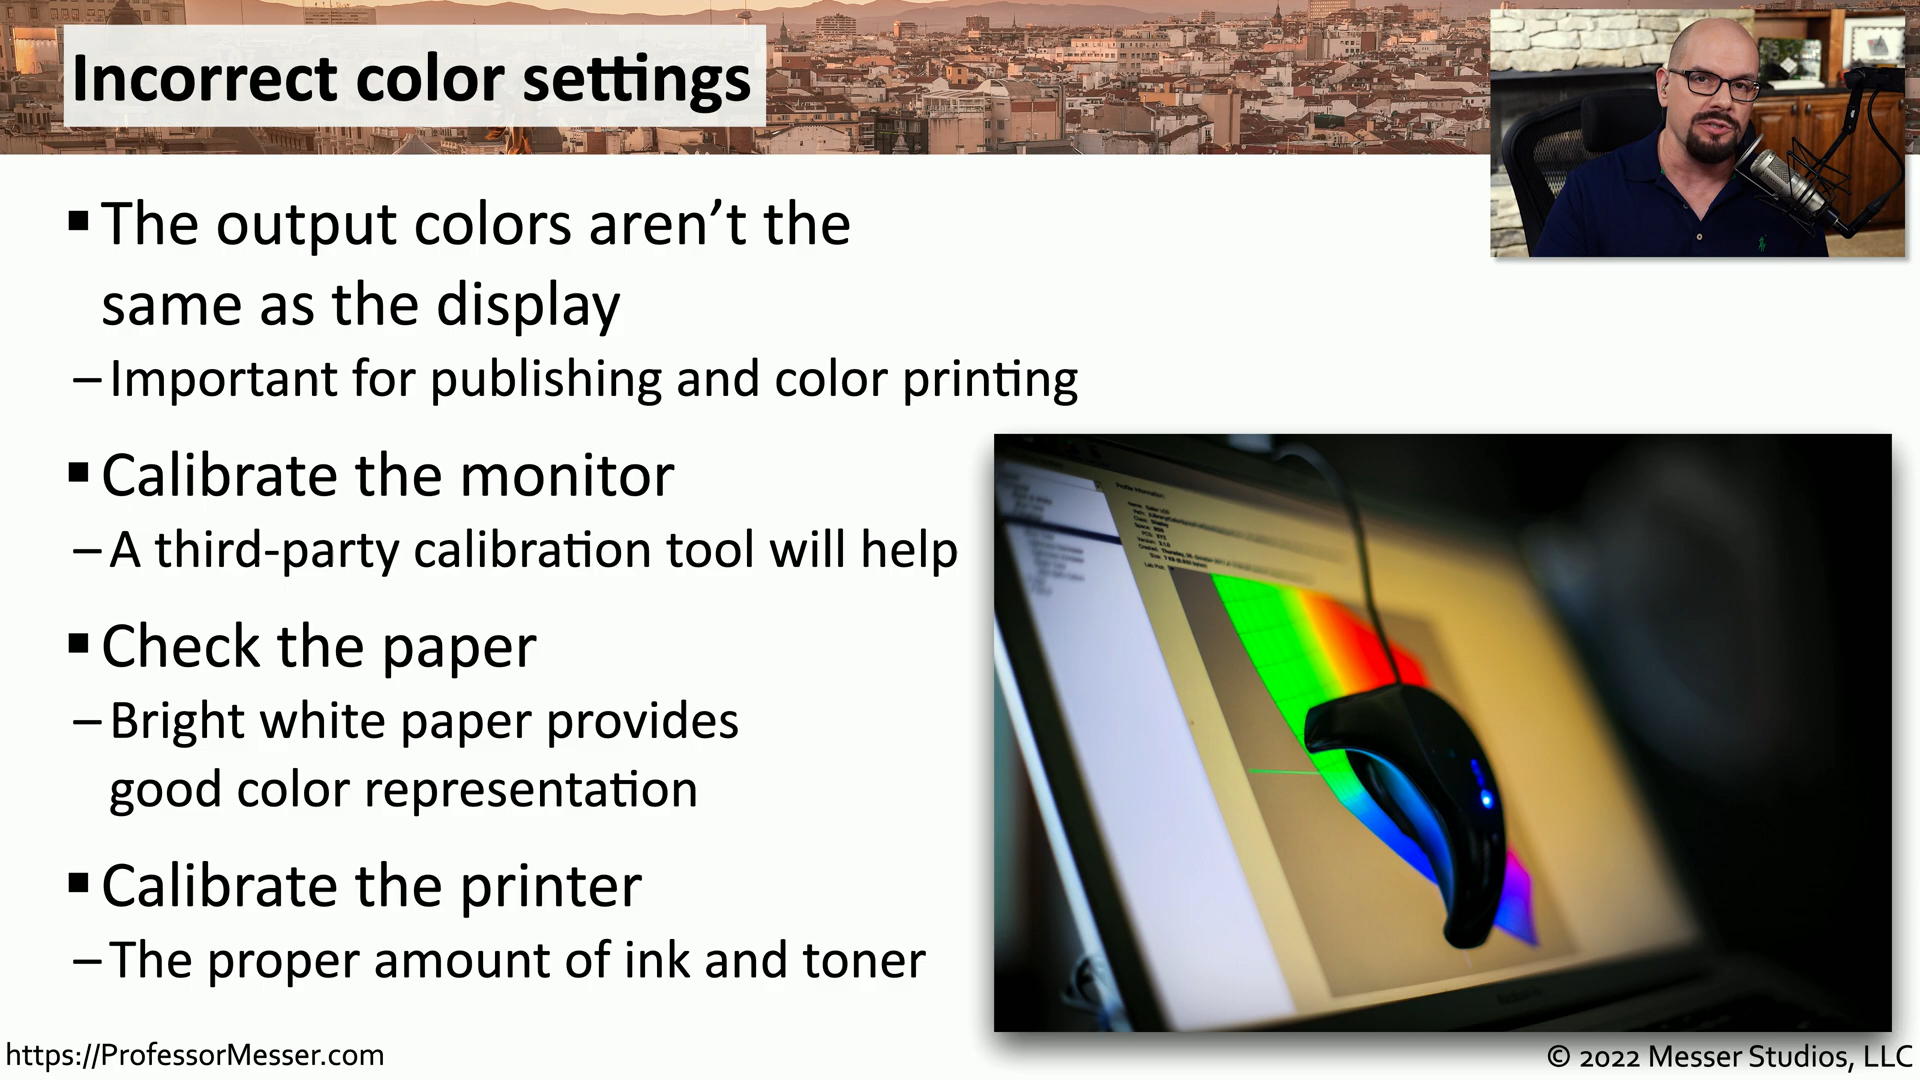 Incorrect color settings
▪ The output colors aren’t the
same as the display
– Important for publishing and color printing
▪ Calibrate the monitor
– A third-party calibration tool will help
▪ Check the paper
– Bright white paper provides
good color representation
▪ Calibrate the printer
– The proper amount of ink and toner
https://ProfessorMesser.com
© 2022 Messer Studios, LLC